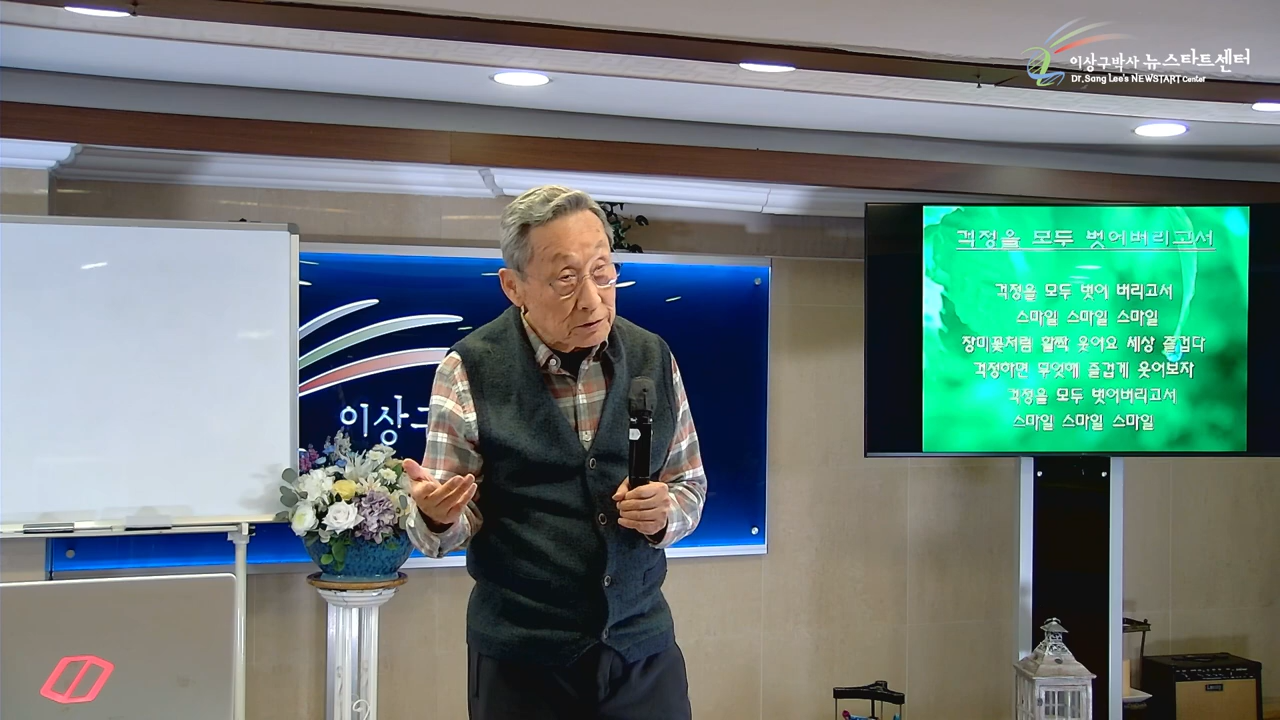 이상구박사 뉴스타트센터
Dr. Sang Lee's NEWSTART Center
걱정을 모두 벗어버리고서
걱정을 모두 벗어 버리고서
스마일 스마일 스마일
장미꽃처럼 활짝 웃어요 세상 즐겁다
걱정하면 무엇해 즐겁게 웃어보자
걱정을 모두 벗어버리고서
스마일 스마일 스마일
이상구